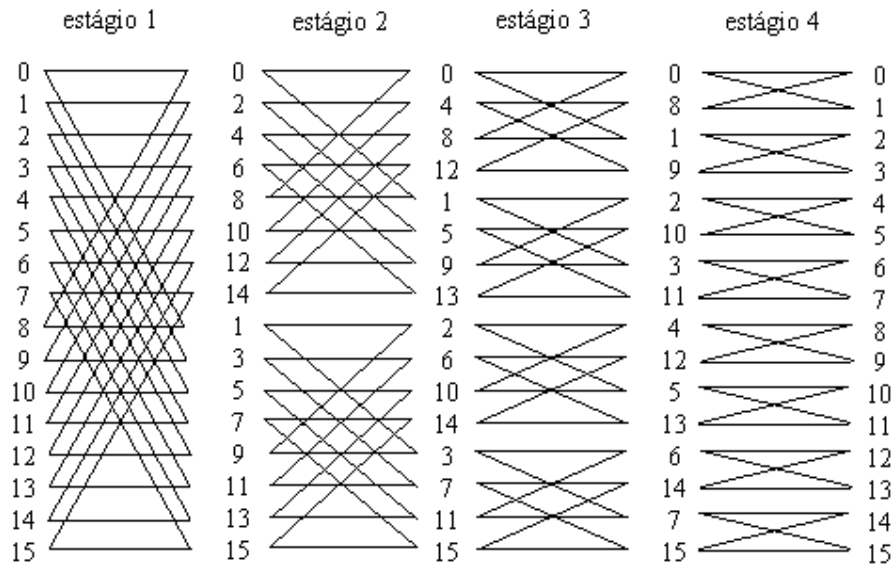 estágio 1 estágio 2 estágio 3 estágio 4
0 0 0 0 0
1 2 4 8 1
2 4 8 1 2
3 6 12 9 3
4 8 1 2 4
5 10 5 10 5
6 12 9 3 6
7 14 13 11 7
8 1 2 4 8
9 3 6 12 9
10 5 10 5 10
11 7 14 13 11
12 9 3 6 12
13 11 7 14 13
14 13 11 7 14
15 15 15 15 15